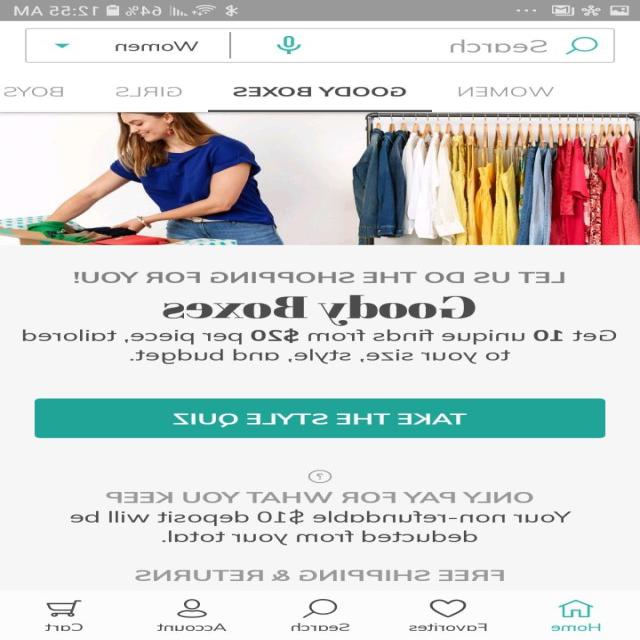 64% 12:55 AM
Search Women
WOMEN GOODY BOXES GIRLS BOYS
LET US DO THE SHOPPING FOR YOU!
Goody Boxes
Get 10 unique finds from $20 per piece, tailored
to your size, style, and budget.
TAKE THE STYLE QUIZ
?
ONLY PAY FOR WHAT YOU KEEP
Your non-refundable $10 deposit will be
deducted from your total.
FREE SHIPPING & RETURNS
Home Favorites Search Account Cart